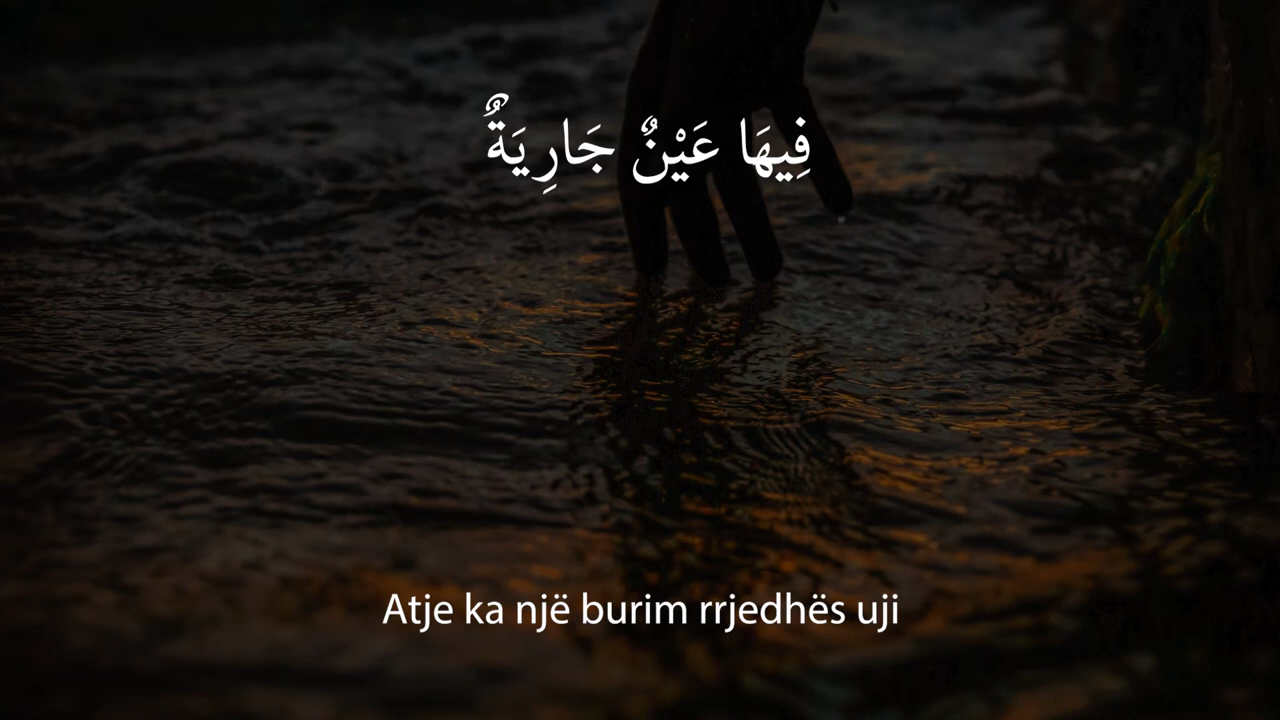 فِيهَا عَيْنٌ جَارِيَةٌ
Atje ka një burim rrjedhës uji